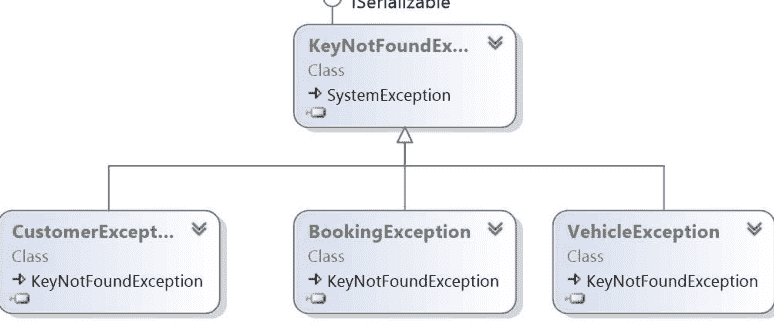 ISerializable
KeyNotFoundEx...
Class
SystemException
CustomerExcept...
Class
KeyNotFoundException
BookingException
Class
KeyNotFoundException
VehicleException
Class
KeyNotFoundException